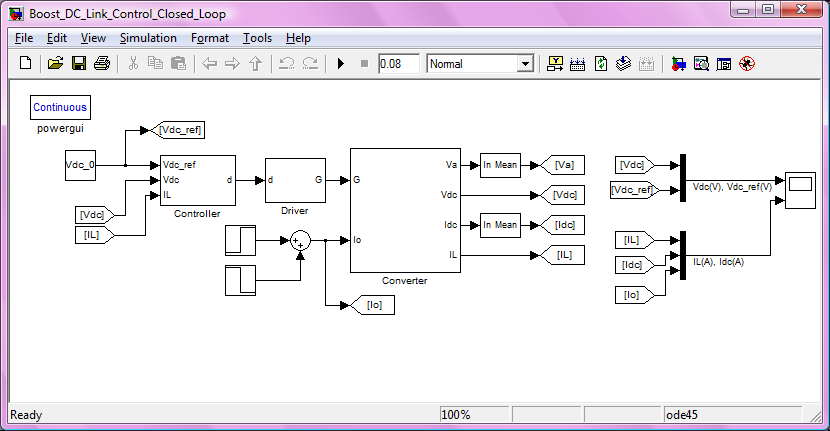 Boost_DC_Link_Control_Closed_Loop
File Edit View Simulation Format Tools Help
0.08 Normal
Continuous
powergui
[Vdc_ref]
Vdc_0
Vdc_ref
Vdc
IL
d
Controller
[Vdc]
[IL]
d
G
Driver
G
Io
Va
Vdc
Idc
IL
Converter
+
+
[Io]
In Mean
[Va]
[Vdc]
In Mean
[Idc]
[IL]
[Vdc]
[Vdc_ref]
Vdc(V), Vdc_ref(V)
[IL]
[Idc]
[Io]
IL(A), Idc(A)
Ready 100% ode45